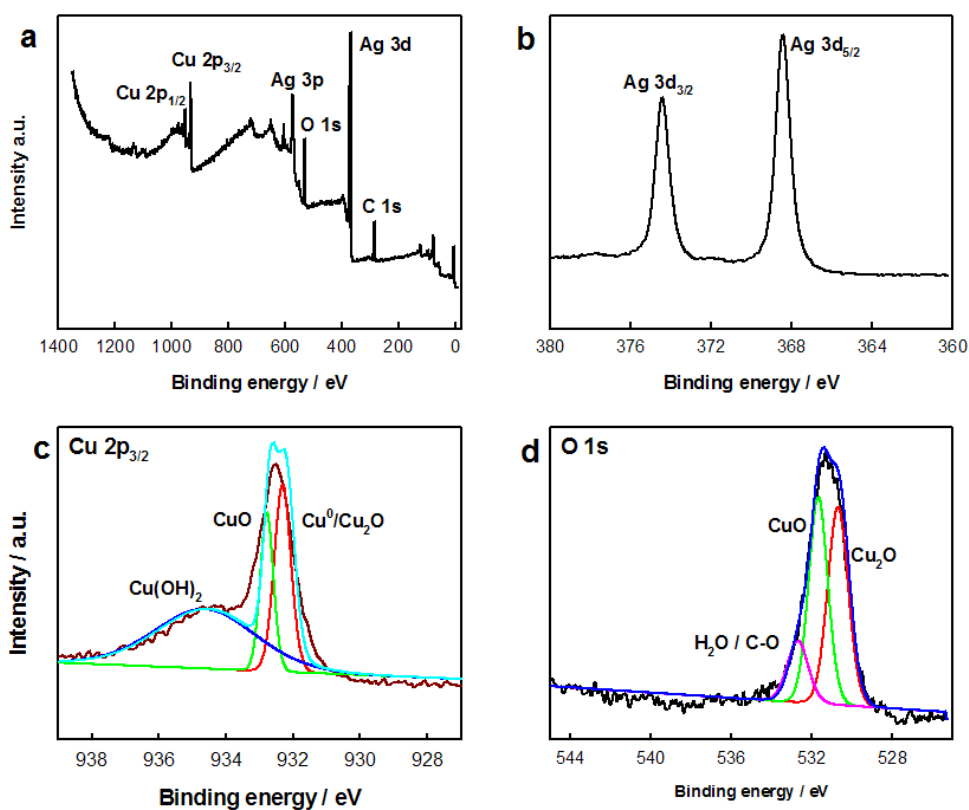 a
Ag 3d
Cu 2p3/2
Ag 3p
Cu 2p1/2
O 1s
C 1s
Intensity a.u.
1400 1200 1000 800 600 400 200 0
Binding energy / eV
b
Ag 3d5/2
Ag 3d3/2
380 376 372 368 364 360
Binding energy / eV
c Cu 2p3/2
CuO
Cu0/Cu2O
Cu(OH)2
Intensity / a.u.
938 936 934 932 930 928
Binding energy / eV
d O 1s
CuO
Cu2O
H2O / C-O
544 540 536 532 528
Binding energy / eV